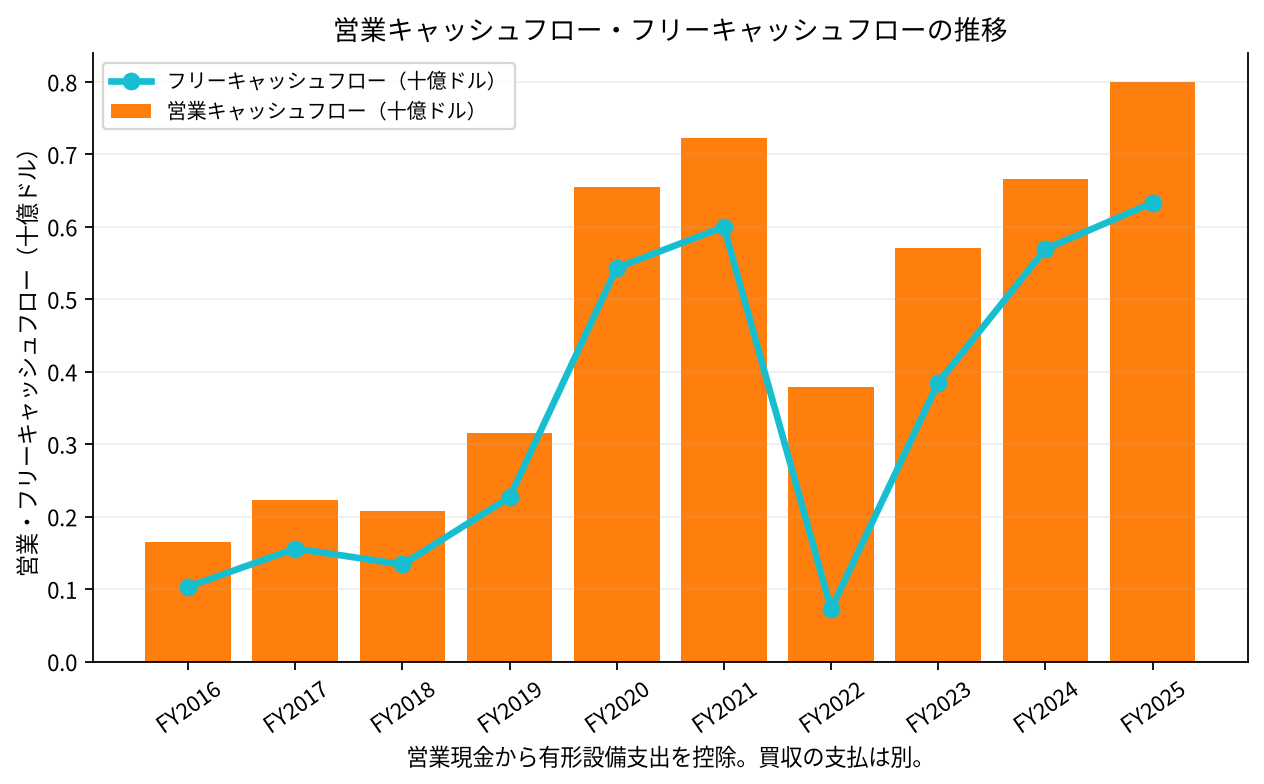 営業キャッシュフロー・フリーキャッシュフローの推移
フリーキャッシュフロー（十億ドル）
営業キャッシュフロー（十億ドル）
営業・フリーキャッシュフロー（十億ドル）
0.8
0.7
0.6
0.5
0.4
0.3
0.2
0.1
0.0
FY2016
FY2017
FY2018
FY2019
FY2020
FY2021
FY2022
FY2023
FY2024
FY2025
営業現金から有形設備支出を控除。買収の支払は別。